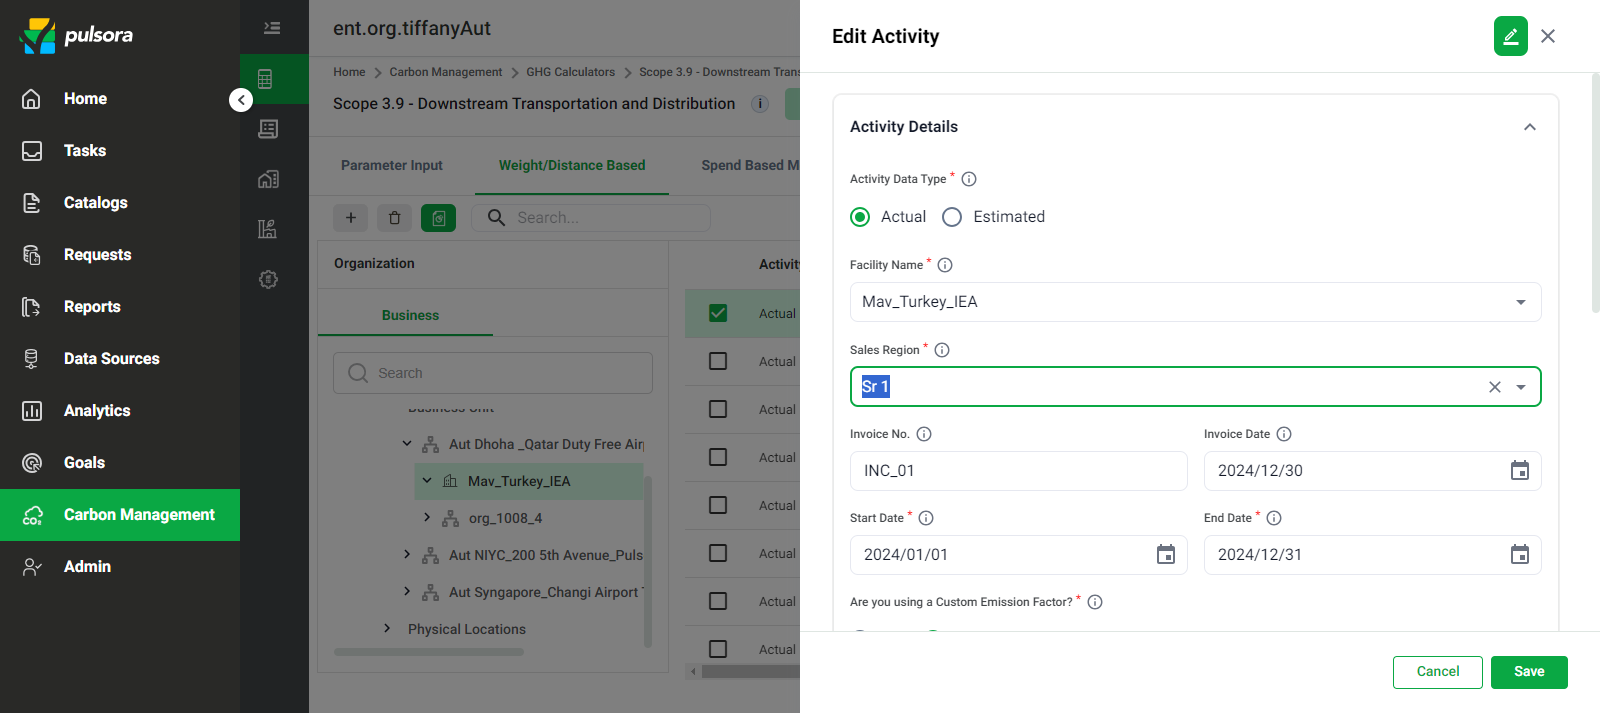 pulsora
Home
Tasks
Catalogs
Requests
Reports
Data Sources
Analytics
Goals
Carbon Management
Admin
ent.org.tiffanyAut
Home > Carbon Management > GHG Calculators > Scope 3.9 - Downstream Trans
Scope 3.9 - Downstream Transportation and Distribution
Parameter Input
Weight/Distance Based
Spend Based M
Search...
Organization
Business
Search
Business Unit
Aut Dhoha _Qatar Duty Free Air
Mav_Turkey_IEA
org_1008_4
Aut NIYC_200 5th Avenue_Puls
Aut Syngapore_Changi Airport T
Physical Locations
Activity
Actual
Actual
Actual
Actual
Actual
Actual
Actual
Actual
Edit Activity
Activity Details
Activity Data Type *
Actual
Estimated
Facility Name *
Mav_Turkey_IEA
Sales Region *
Sr 1
Invoice No.
Invoice Date
INC_01
2024/12/30
Start Date *
End Date *
2024/01/01
2024/12/31
Are you using a Custom Emission Factor? *
Cancel
Save